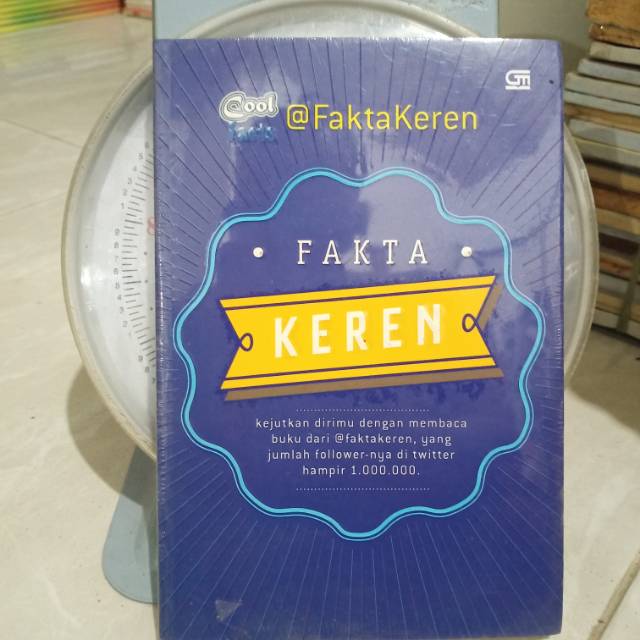 Cool
facts
@FaktaKeren
FAKTA
KEREN
kejutkan dirimu dengan membaca
buku dari @faktakeren, yang
jumlah follower-nya di twitter
hampir 1.000.000.